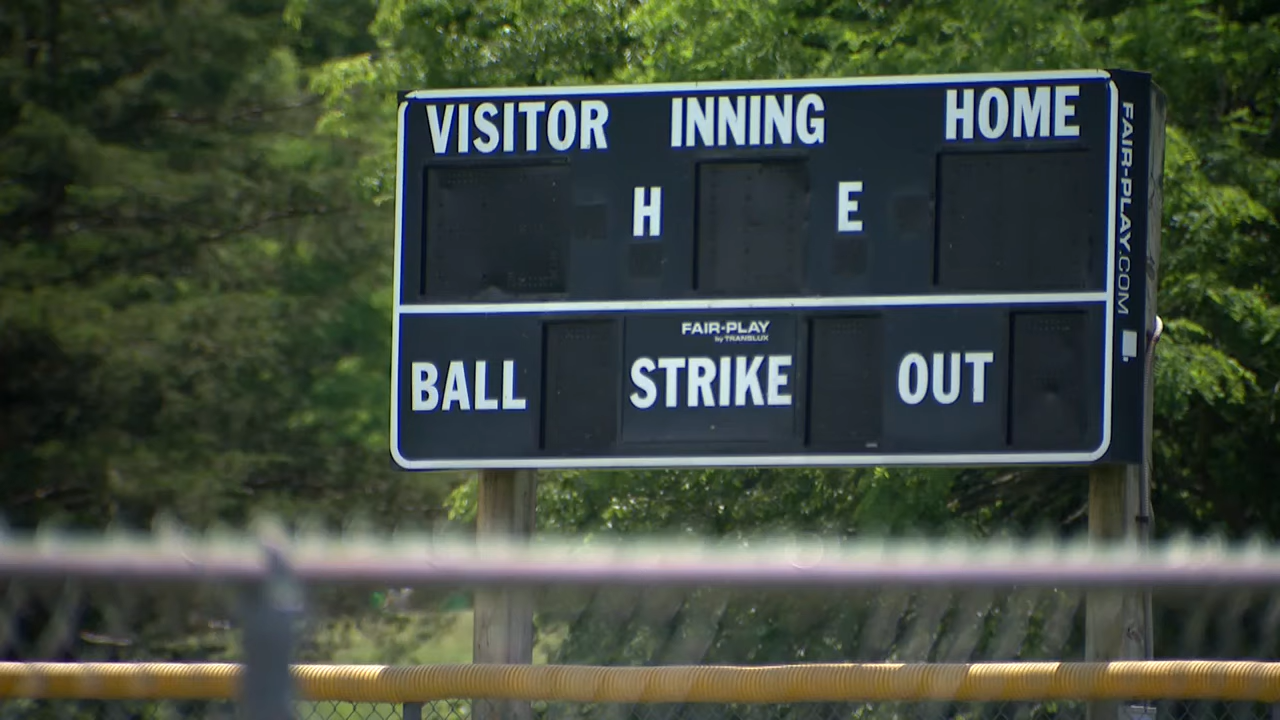 VISITOR INNING HOME
H E
FAIR-PLAY
by TRANSLUX
BALL STRIKE OUT
FAIR-PLAY.COM